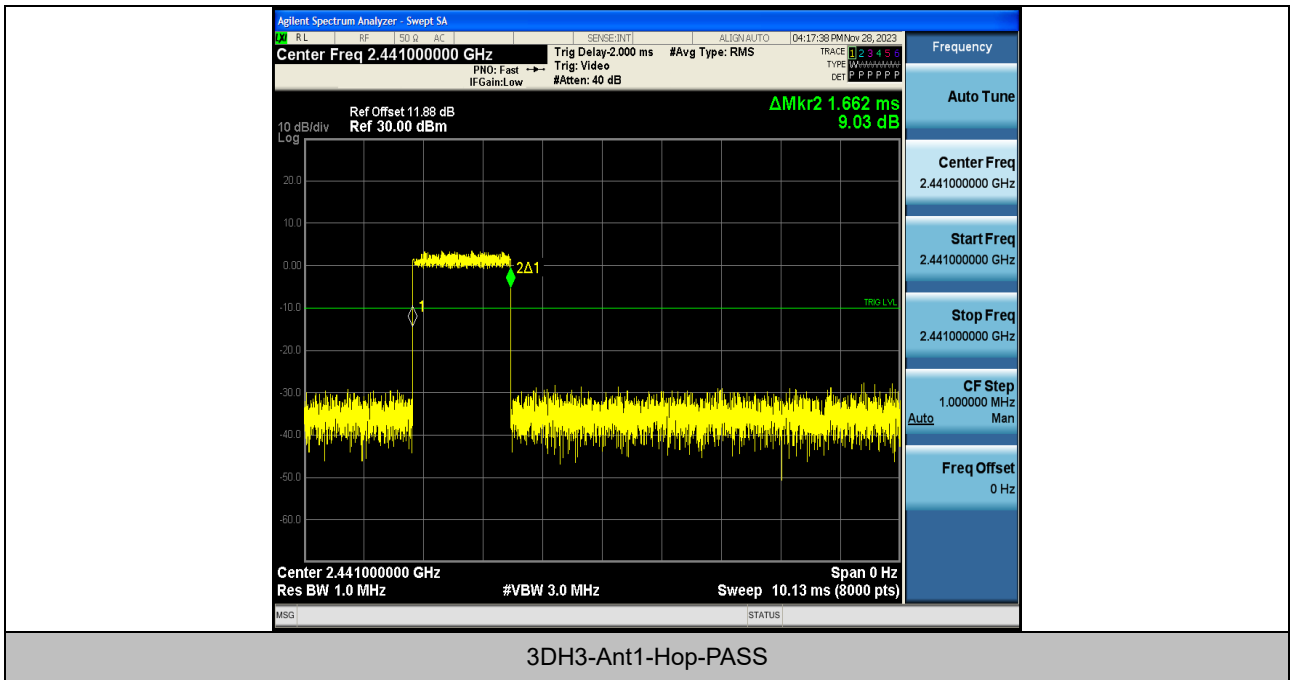 Agilent Spectrum Analyzer - Swept SA
RL RF 50 Ω AC SENSE:INT ALIGN AUTO 04:17:38 PM Nov 28, 2023
Center Freq 2.441000000 GHz
PNO: Fast
IFGain:Low
Trig Delay-2.000 ms
Trig: Video
#Atten: 40 dB
#Avg Type: RMS
TRACE 1 2 3 4 5 6
TYPE
DET P P P P P P
ΔMkr2 1.662 ms
9.03 dB
Ref Offset 11.88 dB
10 dB/div Ref 30.00 dBm
Log
20.0
10.0
0.00
-10.0
-20.0
-30.0
-40.0
-50.0
-60.0
2Δ1
1
TRIG LVL
Center 2.441000000 GHz Span 0 Hz
Res BW 1.0 MHz #VBW 3.0 MHz Sweep 10.13 ms (8000 pts)
MSG STATUS
Frequency
Auto Tune
Center Freq
2.441000000 GHz
Start Freq
2.441000000 GHz
Stop Freq
2.441000000 GHz
CF Step
1.000000 MHz
Auto Man
Freq Offset
0 Hz
3DH3-Ant1-Hop-PASS